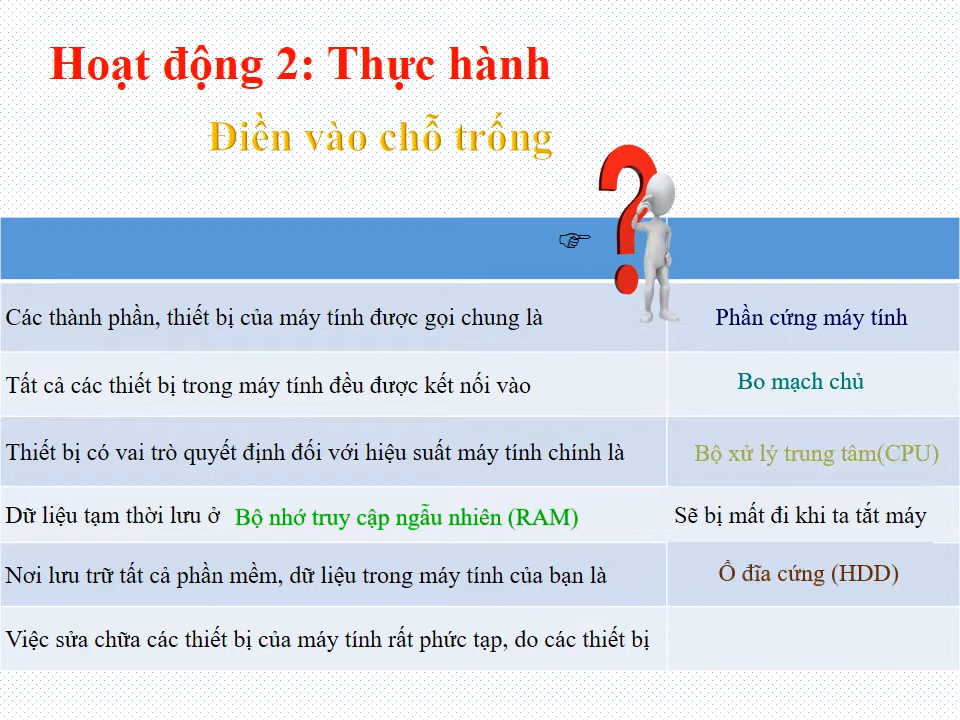 Hoạt động 2: Thực hành
Điền vào chỗ trống
Các thành phần, thiết bị của máy tính được gọi chung là Phần cứng máy tính
Tất cả các thiết bị trong máy tính đều được kết nối vào Bo mạch chủ
Thiết bị có vai trò quyết định đối với hiệu suất máy tính chính là Bộ xử lý trung tâm(CPU)
Dữ liệu tạm thời lưu ở Bộ nhớ truy cập ngẫu nhiên (RAM) Sẽ bị mất đi khi ta tắt máy
Nơi lưu trữ tất cả phần mềm, dữ liệu trong máy tính của bạn là Ổ đĩa cứng (HDD)
Việc sửa chữa các thiết bị của máy tính rất phức tạp, do các thiết bị